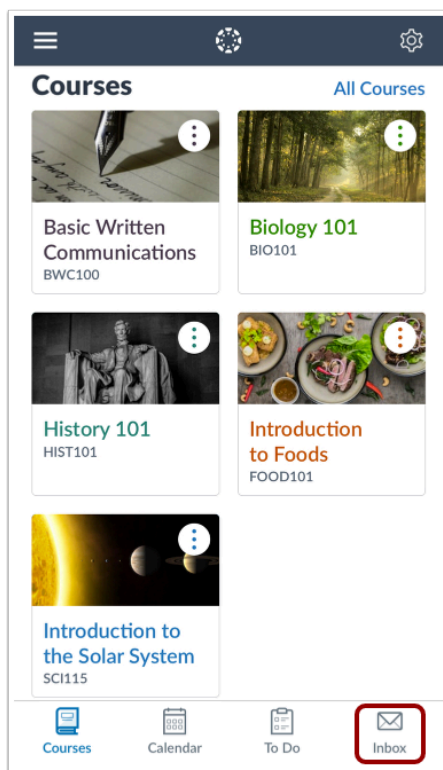 Courses
All Courses
Basic Written
Communications
BWC100
Biology 101
BIO101
History 101
HIST101
Introduction
to Foods
FOOD101
Introduction to
the Solar System
SCI115
Courses
Calendar
To Do
Inbox